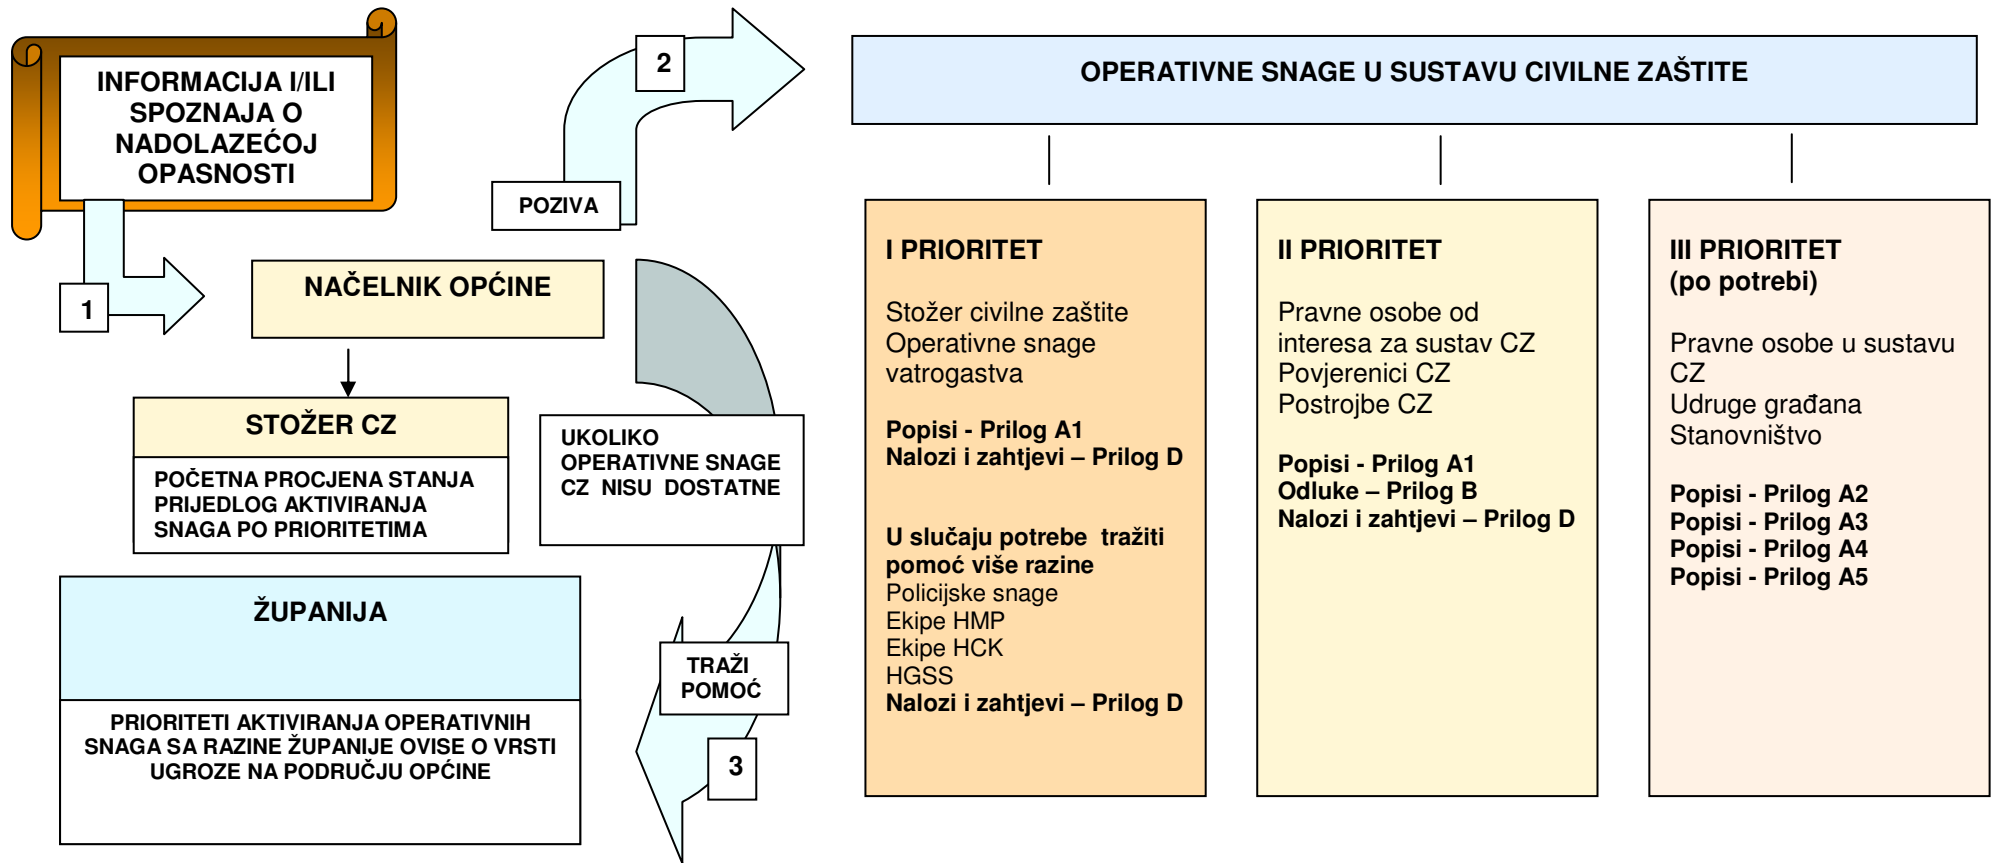 INFORMACIJA I/ILI
SPOZNAJA O
NADOLAZEĆOJ
OPASNOSTI
1
NAČELNIK OPĆINE
STOŽER CZ
POČETNA PROCJENA STANJA
PRIJEDLOG AKTIVIRANJA
SNAGA PO PRIORITETIMA
POZIVA
2
UKOLIKO
OPERATIVNE SNAGE
CZ  NISU DOSTATNE
TRAŽI
POMOĆ
3
ŽUPANIJA
PRIORITETI AKTIVIRANJA OPERATIVNIH
SNAGA SA RAZINE ŽUPANIJE OVISE O VRSTI
UGROZE NA PODRUČJU OPĆINE
OPERATIVNE SNAGE U SUSTAVU CIVILNE ZAŠTITE
I PRIORITET
Stožer civilne zaštite
Operativne snage
vatrogastva
Popisi - Prilog A1
Nalozi i zahtjevi – Prilog D
U slučaju potrebe  tražiti
pomoć više razine
Policijske snage
Ekipe HMP
Ekipe HCK
HGSS
Nalozi i zahtjevi – Prilog D
II PRIORITET
Pravne osobe od
interesa za sustav CZ
Povjerenici CZ
Postrojbe CZ
Popisi - Prilog A1
Odluke – Prilog B
Nalozi i zahtjevi – Prilog D
III PRIORITET
(po potrebi)
Pravne osobe u sustavu
CZ
Udruge građana
Stanovništvo
Popisi - Prilog A2
Popisi - Prilog A3
Popisi - Prilog A4
Popisi - Prilog A5